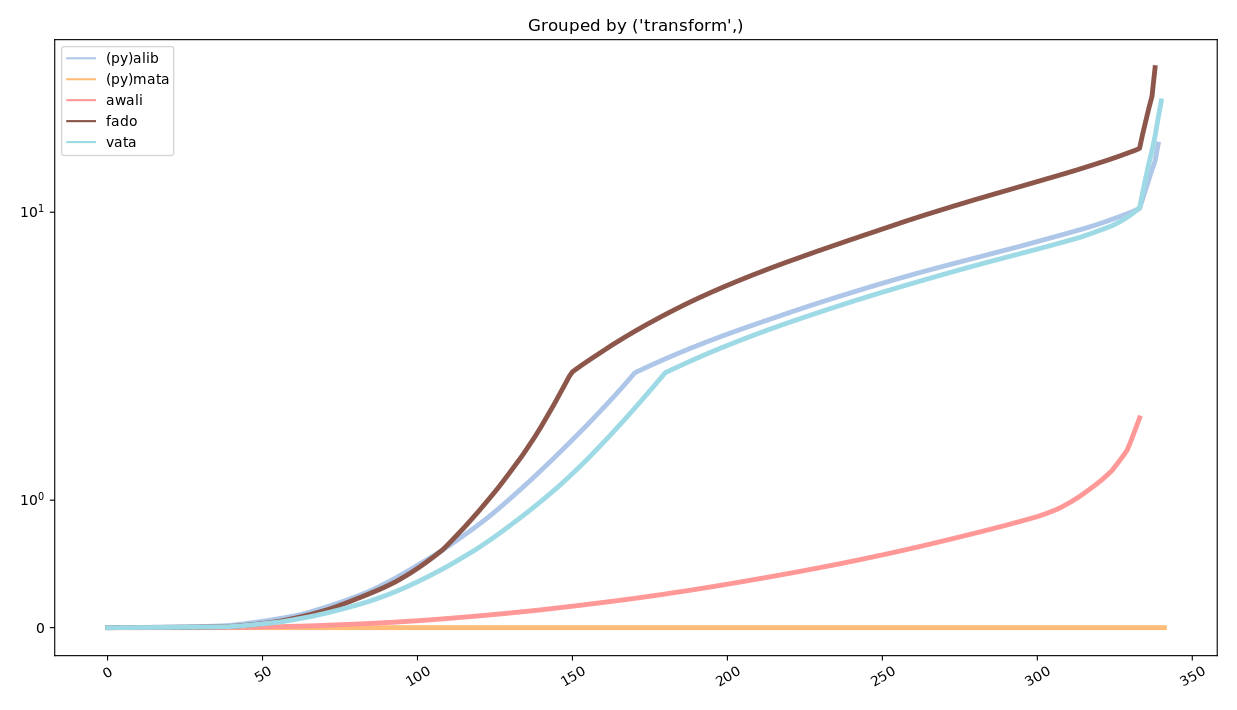 Grouped by ('transform',)
(py)alib
(py)mata
awali
fado
vata
10¹
10⁰
0
0
50
100
150
200
250
300
350